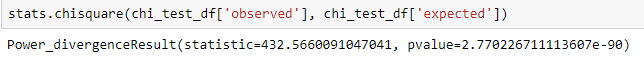 stats.chisquare(chi_test_df['observed'], chi_test_df['expected'])
Power_divergenceResult(statistic=432.5660091047041, pvalue=2.770226711113607e-90)